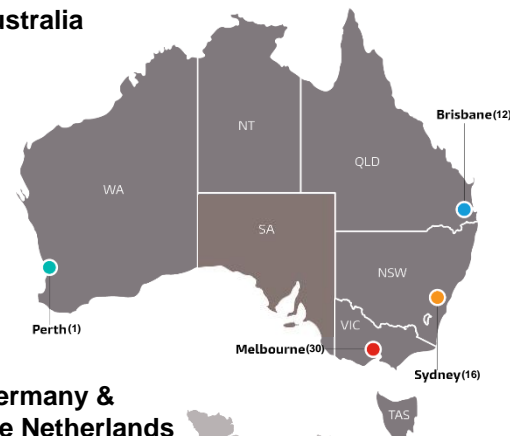 ustralia
Brisbane(12)
NT
QLD
WA
SA
NSW
VIC
Perth(1)
Melbourne(30)
Sydney(16)
ermany &
e Netherlands
TAS